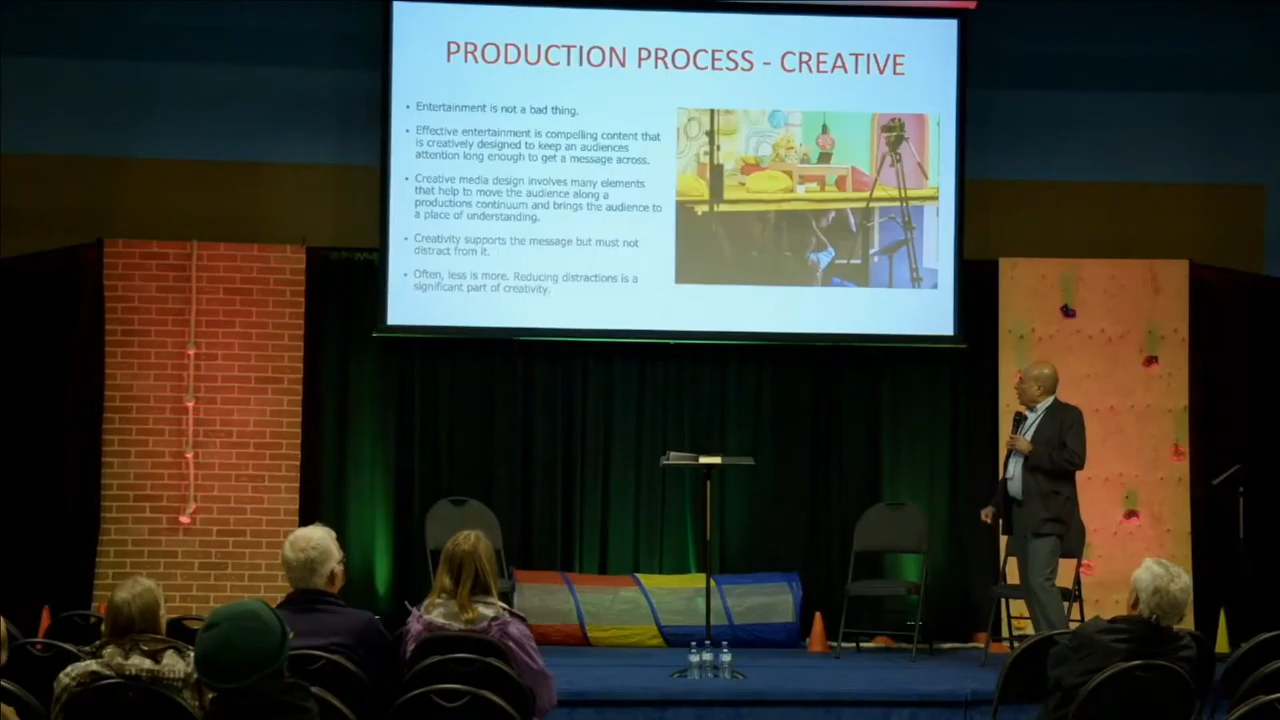 PRODUCTION PROCESS - CREATIVE
• Entertainment is not a bad thing.
• Effective entertainment is compelling content that
is creatively designed to keep an audiences
attention long enough to get a message across.
• Creative media design involves many elements
that help to move the audience along a
productions continuum and brings the audience to
a place of understanding.
• Creativity supports the message but must not
distract from it.
• Often, less is more. Reducing distractions is a
significant part of creativity.